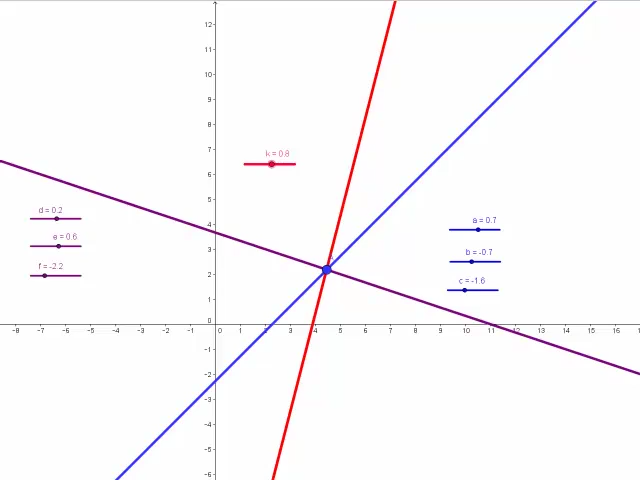 12
11
10
9
8
7
k = 0.8
6
5
d = 0.2
4
a = 0.7
e = 0.6
3
b = -0.7
f = -2.2
2
c = -1.6
1
0
-8 -7 -6 -5 -4 -3 -2 -1 0 1 2 3 4 5 6 7 8 9 10 11 12 13 14 15 16
-1
-2
-3
-4
-5
-6